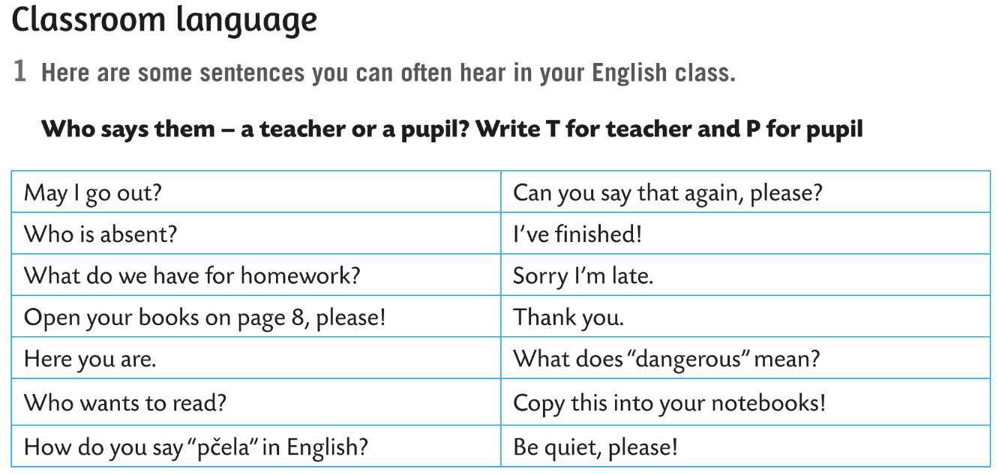 Classroom language
1 Here are some sentences you can often hear in your English class.
Who says them – a teacher or a pupil? Write T for teacher and P for pupil
May I go out? Can you say that again, please?
Who is absent? I've finished!
What do we have for homework? Sorry I'm late.
Open your books on page 8, please! Thank you.
Here you are. What does "dangerous" mean?
Who wants to read? Copy this into your notebooks!
How do you say "pčela" in English? Be quiet, please!